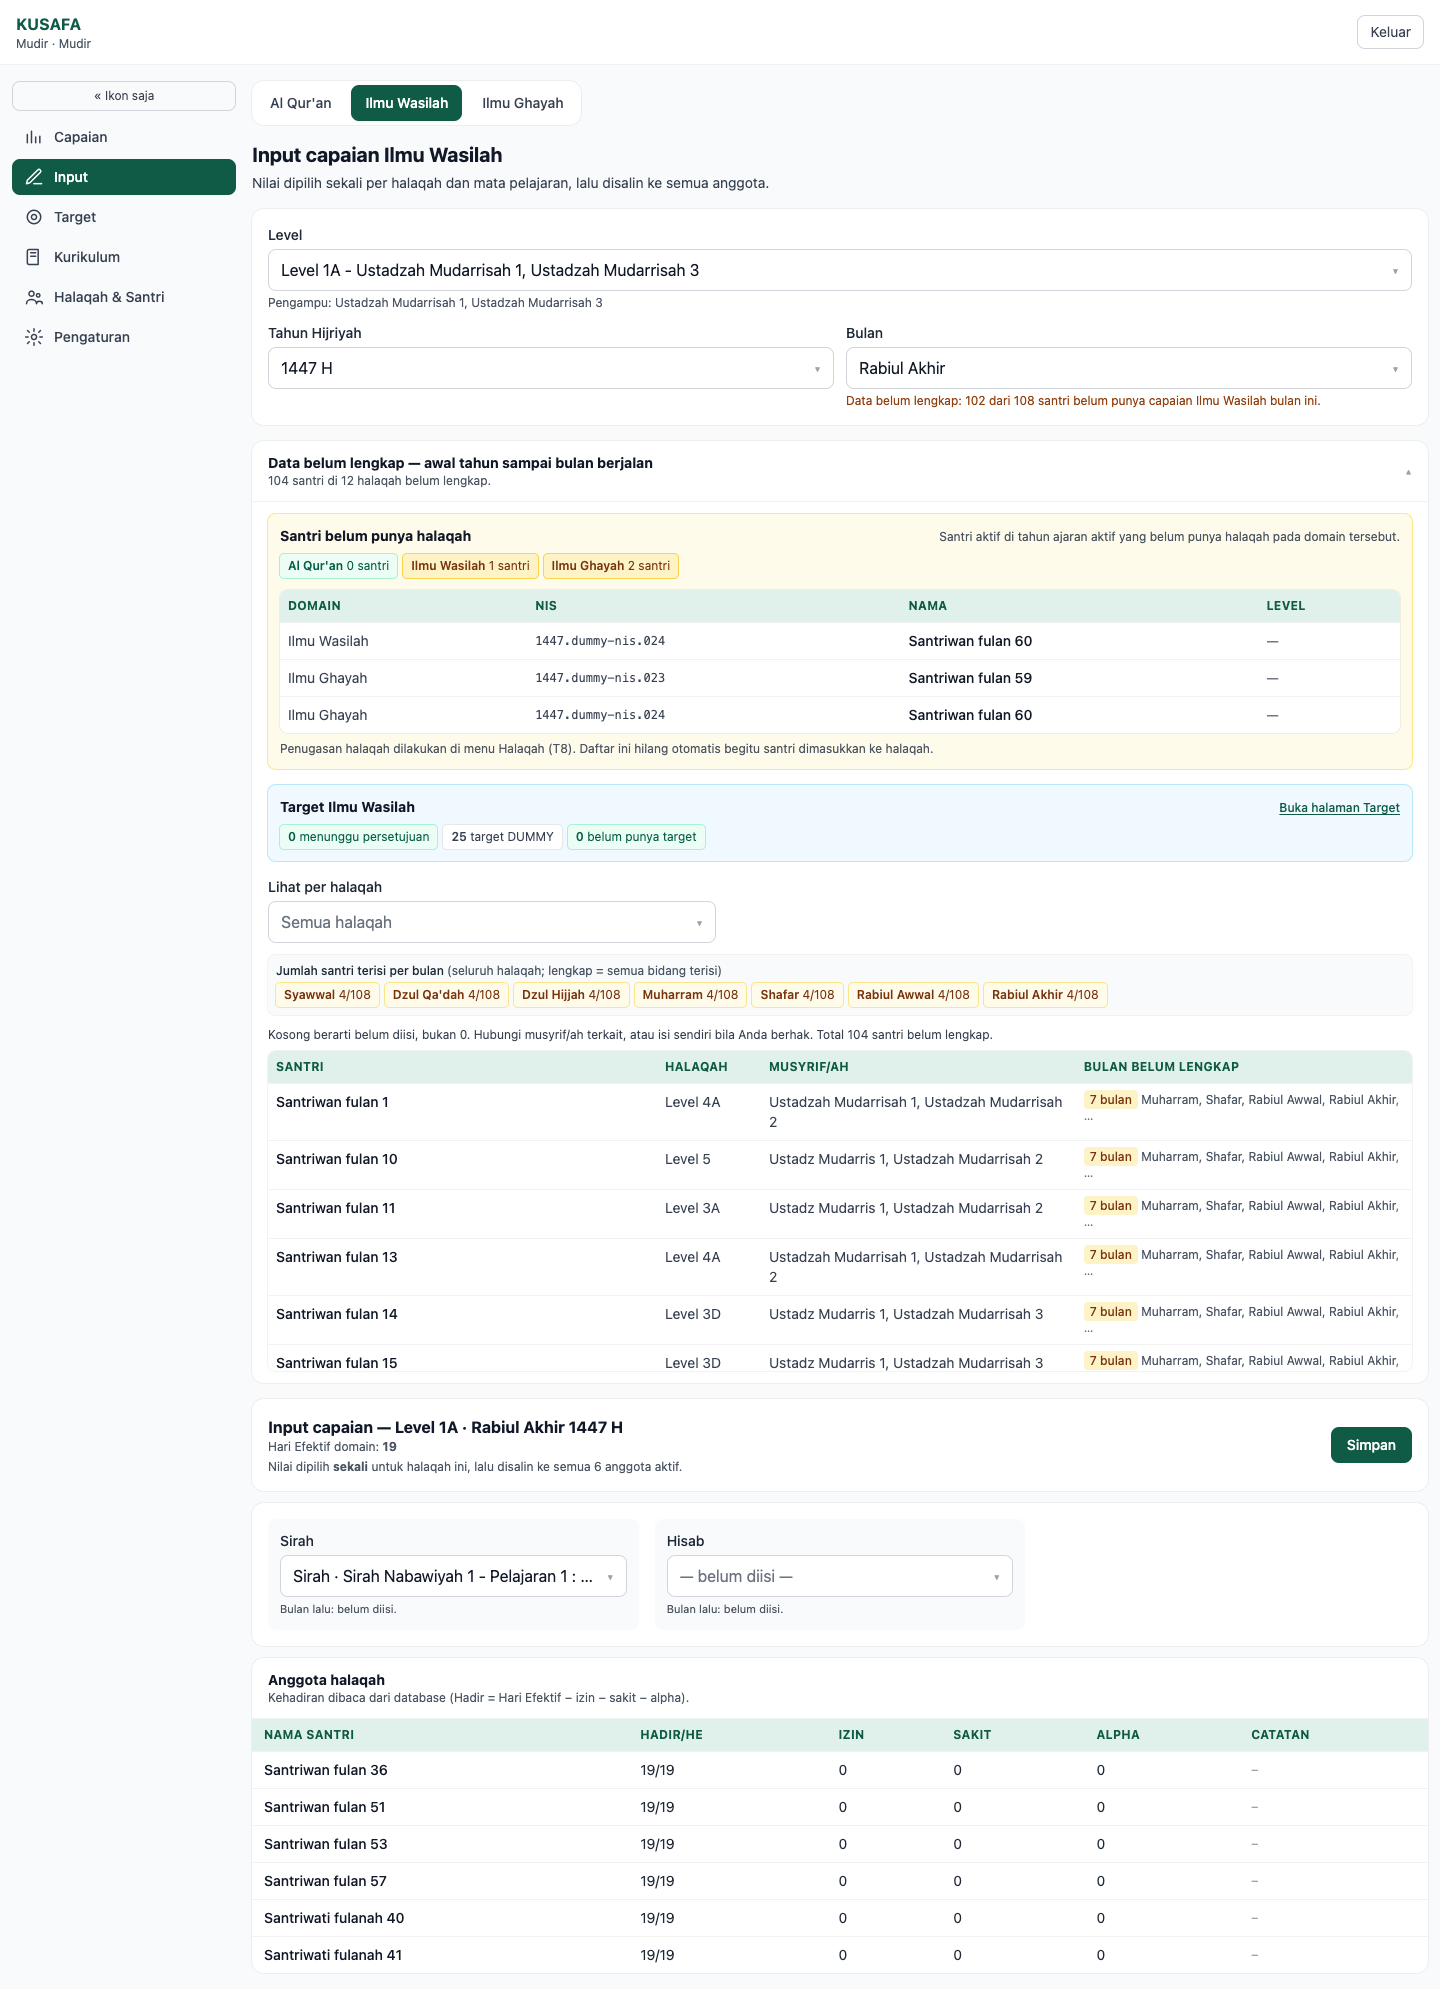 KUSAFA
Mudir · Mudir
Keluar
« Ikon saja
Capaian
Input
Target
Kurikulum
Halaqah & Santri
Pengaturan
Al Qur'an
Ilmu Wasilah
Ilmu Ghayah
Input capaian Ilmu Wasilah
Nilai dipilih sekali per halaqah dan mata pelajaran, lalu disalin ke semua anggota.
Level
Level 1A - Ustadzah Mudarrisah 1, Ustadzah Mudarrisah 3
Pengampu: Ustadzah Mudarrisah 1, Ustadzah Mudarrisah 3
Tahun Hijriyah
1447 H
Bulan
Rabiul Akhir
Data belum lengkap: 102 dari 108 santri belum punya capaian Ilmu Wasilah bulan ini.
Data belum lengkap — awal tahun sampai bulan berjalan
104 santri di 12 halaqah belum lengkap.
Santri belum punya halaqah
Santri aktif di tahun ajaran aktif yang belum punya halaqah pada domain tersebut.
Al Qur'an 0 santri
Ilmu Wasilah 1 santri
Ilmu Ghayah 2 santri
DOMAIN NIS NAMA LEVEL
Ilmu Wasilah 1447.dummy-nis.024 Santriwan fulan 60 —
Ilmu Ghayah 1447.dummy-nis.023 Santriwan fulan 59 —
Ilmu Ghayah 1447.dummy-nis.024 Santriwan fulan 60 —
Penugasan halaqah dilakukan di menu Halaqah (T8). Daftar ini hilang otomatis begitu santri dimasukkan ke halaqah.
Target Ilmu Wasilah
Buka halaman Target
0 menunggu persetujuan
25 target DUMMY
0 belum punya target
Lihat per halaqah
Semua halaqah
Jumlah santri terisi per bulan (seluruh halaqah; lengkap = semua bidang terisi)
Syawwal 4/108
Dzul Qa'dah 4/108
Dzul Hijjah 4/108
Muharram 4/108
Shafar 4/108
Rabiul Awwal 4/108
Rabiul Akhir 4/108
Kosong berarti belum diisi, bukan 0. Hubungi musyrif/ah terkait, atau isi sendiri bila Anda berhak. Total 104 santri belum lengkap.
SANTRI HALAQAH MUSYRIF/AH BULAN BELUM LENGKAP
Santriwan fulan 1 Level 4A Ustadzah Mudarrisah 1, Ustadzah Mudarrisah 7 bulan Muharram, Shafar, Rabiul Awwal, Rabiul Akhir,
2 ...
Santriwan fulan 10 Level 5 Ustadz Mudarris 1, Ustadzah Mudarrisah 2 7 bulan Muharram, Shafar, Rabiul Awwal, Rabiul Akhir,
...
Santriwan fulan 11 Level 3A Ustadz Mudarris 1, Ustadzah Mudarrisah 2 7 bulan Muharram, Shafar, Rabiul Awwal, Rabiul Akhir,
...
Santriwan fulan 13 Level 4A Ustadzah Mudarrisah 1, Ustadzah Mudarrisah 7 bulan Muharram, Shafar, Rabiul Awwal, Rabiul Akhir,
2 ...
Santriwan fulan 14 Level 3D Ustadz Mudarris 1, Ustadzah Mudarrisah 3 7 bulan Muharram, Shafar, Rabiul Awwal, Rabiul Akhir,
...
Santriwan fulan 15 Level 3D Ustadz Mudarris 1, Ustadzah Mudarrisah 3 7 bulan Muharram, Shafar, Rabiul Awwal, Rabiul Akhir,
Input capaian — Level 1A · Rabiul Akhir 1447 H
Hari Efektif domain: 19
Nilai dipilih sekali untuk halaqah ini, lalu disalin ke semua 6 anggota aktif.
Simpan
Sirah
Sirah · Sirah Nabawiyah 1 - Pelajaran 1 : ...
Bulan lalu: belum diisi.
Hisab
— belum diisi —
Bulan lalu: belum diisi.
Anggota halaqah
Kehadiran dibaca dari database (Hadir = Hari Efektif − izin − sakit − alpha).
NAMA SANTRI HADIR/HE IZIN SAKIT ALPHA CATATAN
Santriwan fulan 36 19/19 0 0 0 –
Santriwan fulan 51 19/19 0 0 0 –
Santriwan fulan 53 19/19 0 0 0 –
Santriwan fulan 57 19/19 0 0 0 –
Santriwati fulanah 40 19/19 0 0 0 –
Santriwati fulanah 41 19/19 0 0 0 –